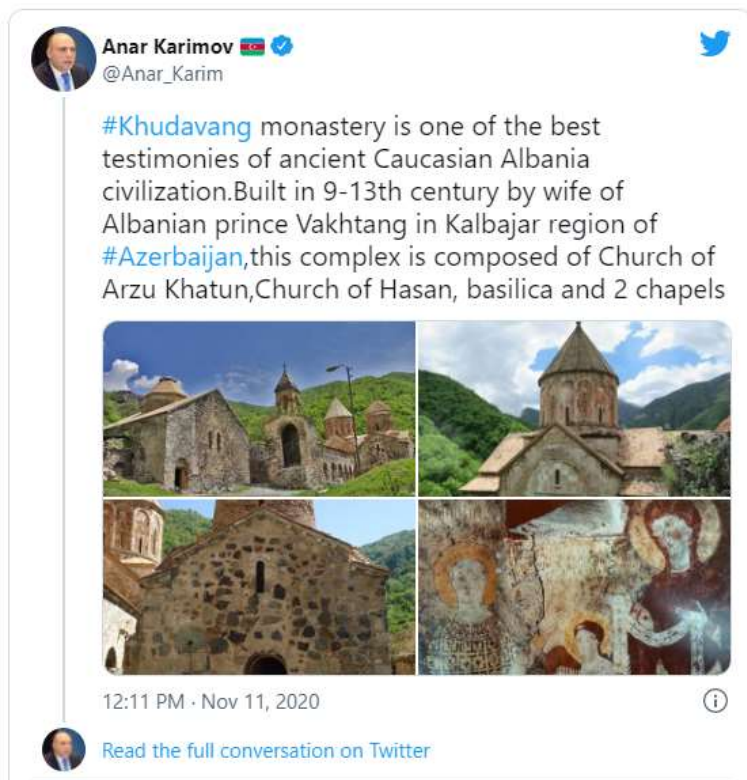 Anar Karimov
@Anar_Karim
#Khudavang monastery is one of the best
testimonies of ancient Caucasian Albania
civilization.Built in 9-13th century by wife of
Albanian prince Vakhtang in Kalbajar region of
#Azerbaijan,this complex is composed of Church of
Arzu Khatun,Church of Hasan, basilica and 2 chapels
12:11 PM · Nov 11, 2020
Read the full conversation on Twitter